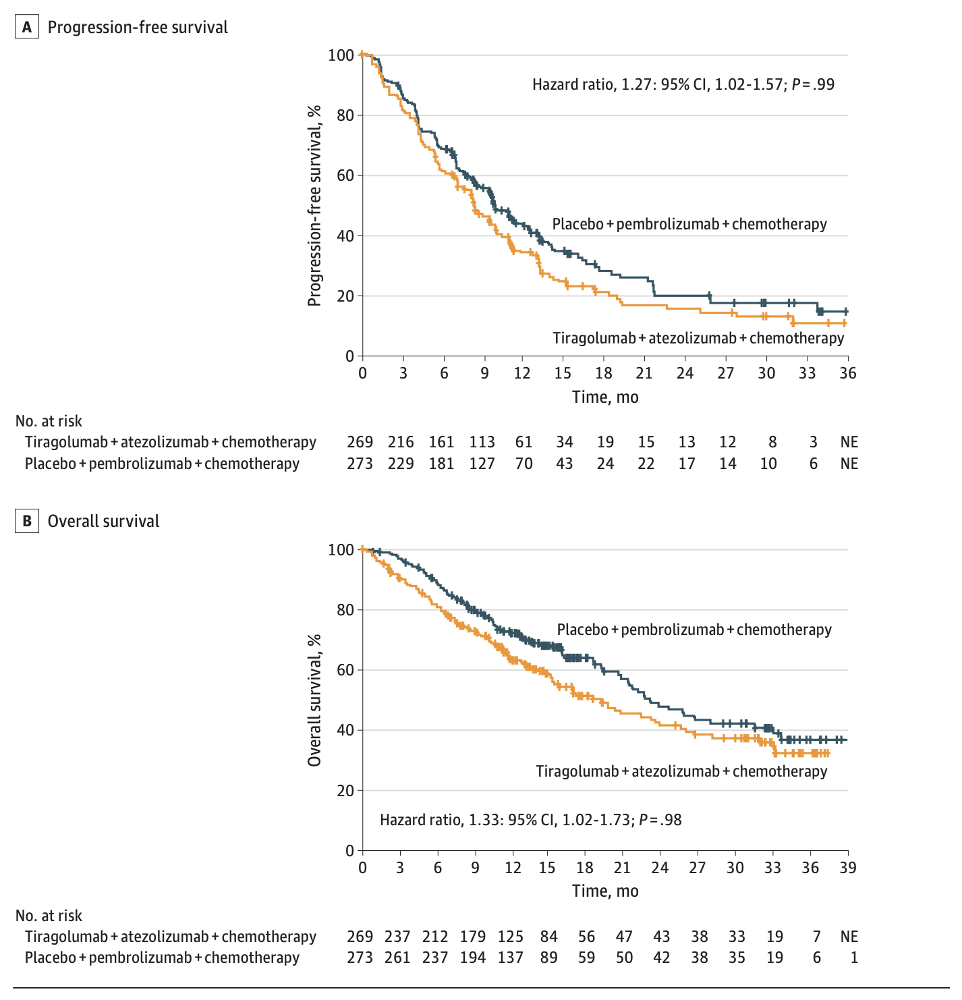 A Progression-free survival
100
80
60
40
20
0
Progression-free survival, %
Hazard ratio, 1.27: 95% CI, 1.02-1.57; P = .99
Placebo + pembrolizumab + chemotherapy
Tiragolumab + atezolizumab + chemotherapy
0 3 6 9 12 15 18 21 24 27 30 33 36
Time, mo
No. at risk
Tiragolumab + atezolizumab + chemotherapy 269 216 161 113 61 34 19 15 13 12 8 3 NE
Placebo + pembrolizumab + chemotherapy 273 229 181 127 70 43 24 22 17 14 10 6 NE
B Overall survival
100
80
60
40
20
0
Overall survival, %
Placebo + pembrolizumab + chemotherapy
Tiragolumab + atezolizumab + chemotherapy
Hazard ratio, 1.33: 95% CI, 1.02-1.73; P = .98
0 3 6 9 12 15 18 21 24 27 30 33 36 39
Time, mo
No. at risk
Tiragolumab + atezolizumab + chemotherapy 269 237 212 179 125 84 56 47 43 38 33 19 7 NE
Placebo + pembrolizumab + chemotherapy 273 261 237 194 137 89 59 50 42 38 35 19 6 1